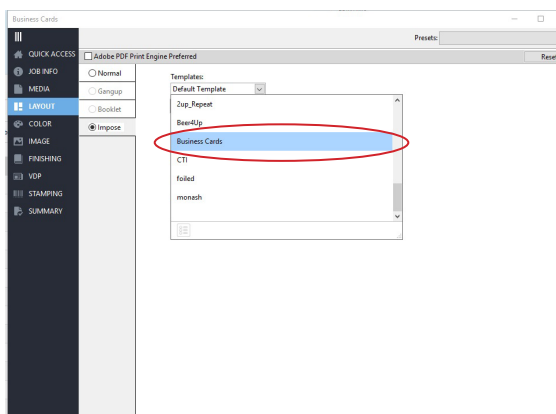 Business Cards
Presets:
QUICK ACCESS
Adobe PDF Print Engine Preferred
Reset
JOB INFO
MEDIA
LAYOUT
COLOR
IMAGE
FINISHING
VDP
STAMPING
SUMMARY
Normal
Gangup
Booklet
Impose
Templates:
Default Template
2up_Repeat
Beer4Up
Business Cards
CTI
foiled
monash